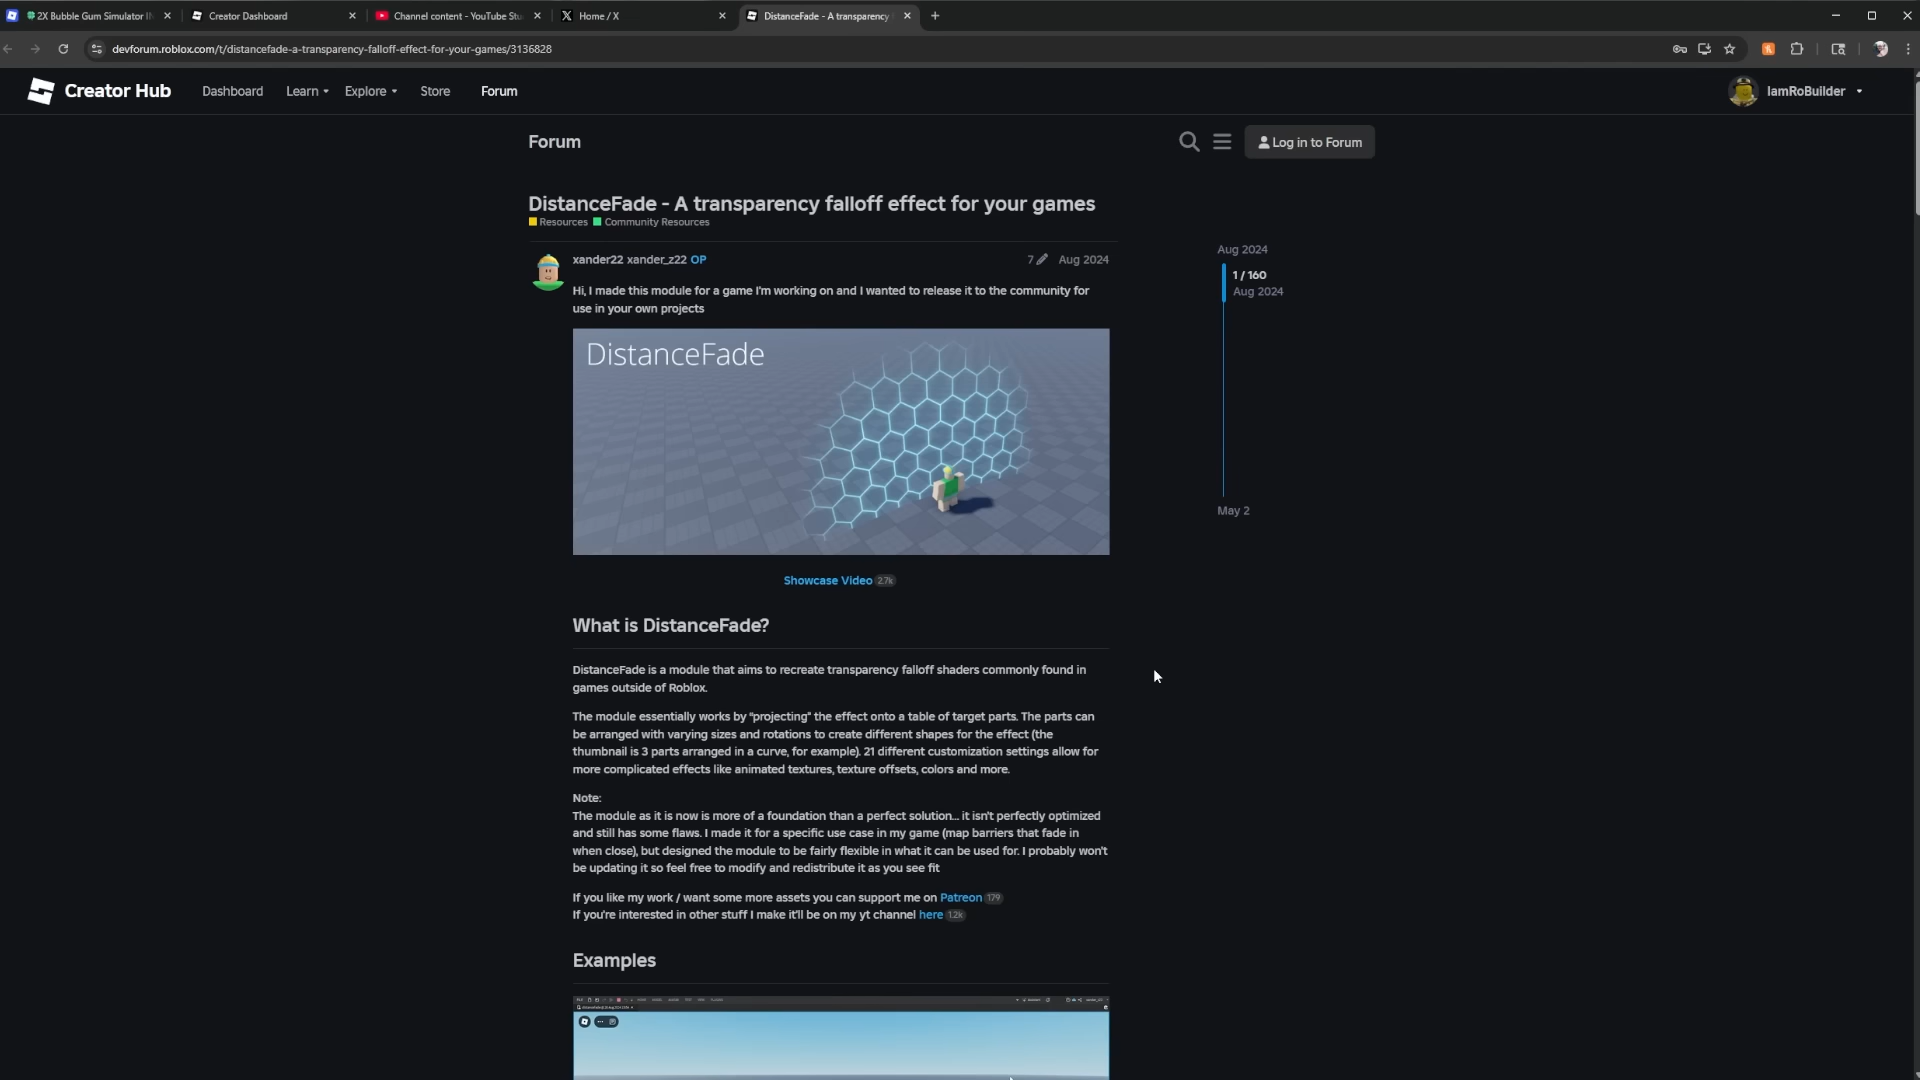 2X Bubble Gum Simulator
Creator Dashboard
Channel content - YouTube Stu
Home / X
DistanceFade - A transparency
devforum.roblox.com/t/distancefade-a-transparency-falloff-effect-for-your-games/3136828
Creator Hub
Dashboard
Learn
Explore
Store
Forum
IamRoBuilder
Forum
Log in to Forum
DistanceFade - A transparency falloff effect for your games
Resources
Community Resources
xander22 xander_z22 OP
7
Aug 2024
Hi, I made this module for a game I'm working on and I wanted to release it to the community for
use in your own projects
DistanceFade
Showcase Video 2.7k
What is DistanceFade?
DistanceFade is a module that aims to recreate transparency falloff shaders commonly found in
games outside of Roblox.
The module essentially works by "projecting" the effect onto a table of target parts. The parts can
be arranged with varying sizes and rotations to create different shapes for the effect (the
thumbnail is 3 parts arranged in a curve, for example). 21 different customization settings allow for
more complicated effects like animated textures, texture offsets, colors and more.
Note:
The module as it is now is more of a foundation than a perfect solution... it isn't perfectly optimized
and still has some flaws. I made it for a specific use case in my game (map barriers that fade in
when close), but designed the module to be fairly flexible in what it can be used for. I probably won't
be updating it so feel free to modify and redistribute it as you see fit
If you like my work / want some more assets you can support me on Patreon 179
If you're interested in other stuff I make it'll be on my yt channel here 1.2k
Examples
Aug 2024
1 / 160
Aug 2024
May 2